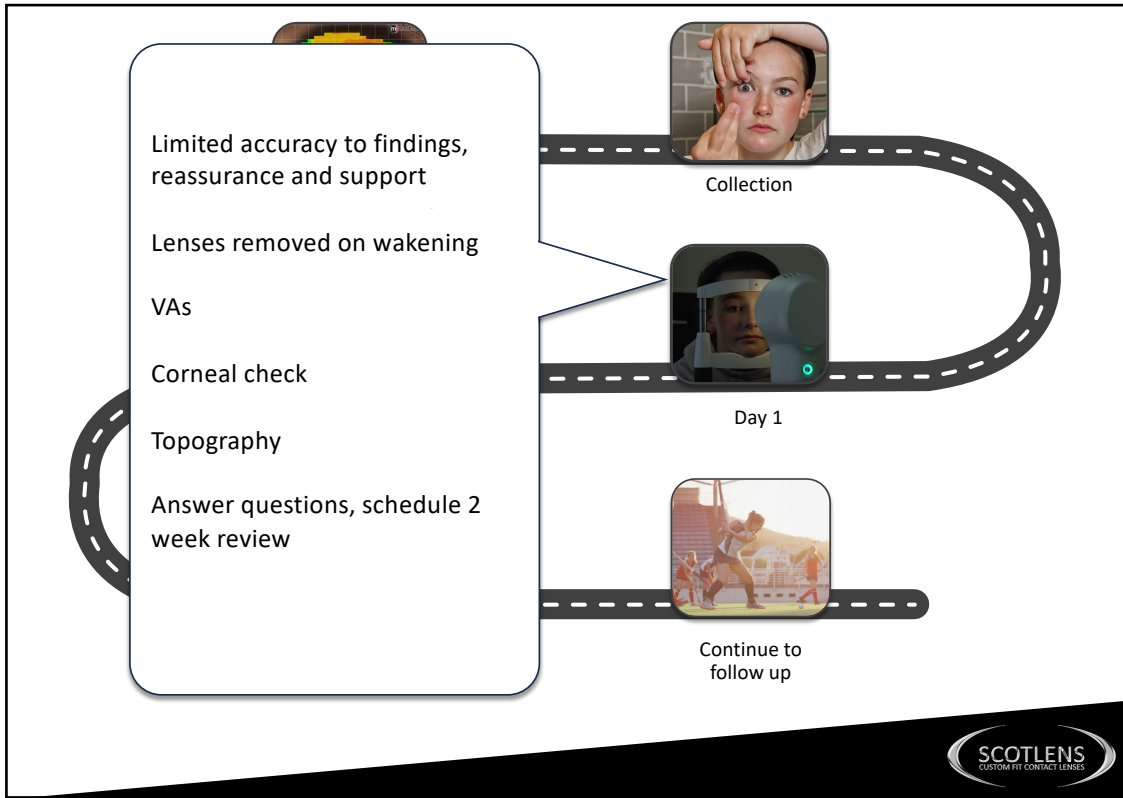 Limited accuracy to findings,
reassurance and support
Lenses removed on wakening
VAs
Corneal check
Topography
Answer questions, schedule 2
week review
Collection
Day 1
Continue to
follow up
SCOTLENS
CUSTOM FIT CONTACT LENSES